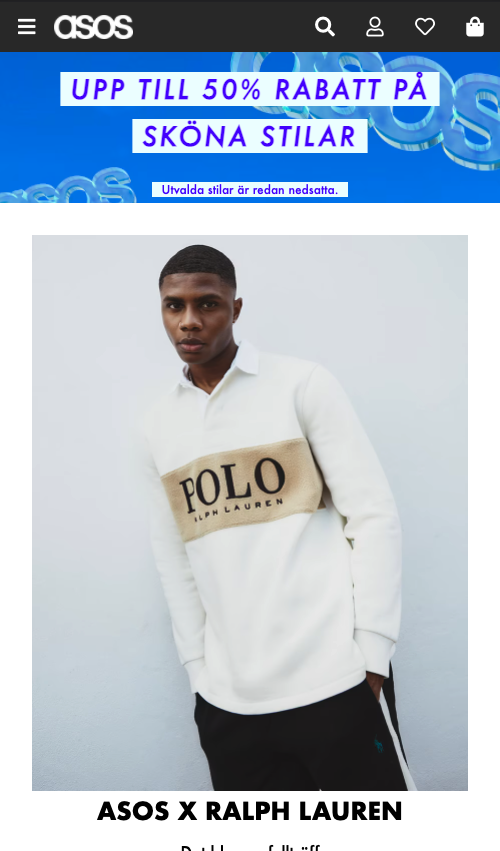 asos
UPP TILL 50% RABATT PÅ
SKÖNA STILAR
Utvalda stilar är redan nedsatta.
POLO
RALPH LAUREN
ASOS X RALPH LAUREN